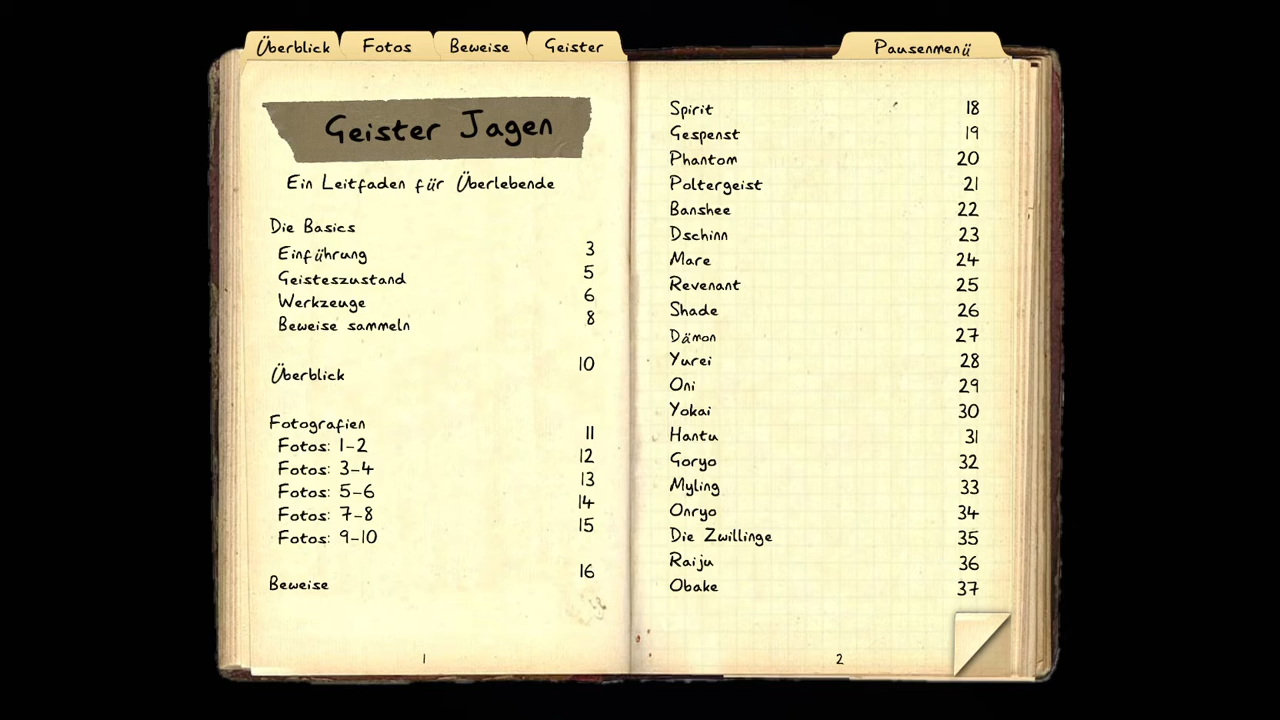 Überblick Fotos Beweise Geister Pausenmenü
Geister Jagen
Ein Leitfaden für Überlebende
Die Basics
Einführung 3
Geisteszustand 5
Werkzeuge 6
Beweise sammeln 8
Überblick 10
Fotografien
Fotos: 1-2 11
Fotos: 3-4 12
Fotos: 5-6 13
Fotos: 7-8 14
Fotos: 9-10 15
Beweise 16
1
Spirit 18
Gespenst 19
Phantom 20
Poltergeist 21
Banshee 22
Dschinn 23
Mare 24
Revenant 25
Shade 26
Dämon 27
Yurei 28
Oni 29
Yokai 30
Hantu 31
Goryo 32
Myling 33
Onryo 34
Die Zwillinge 35
Raiju 36
Obake 37
2